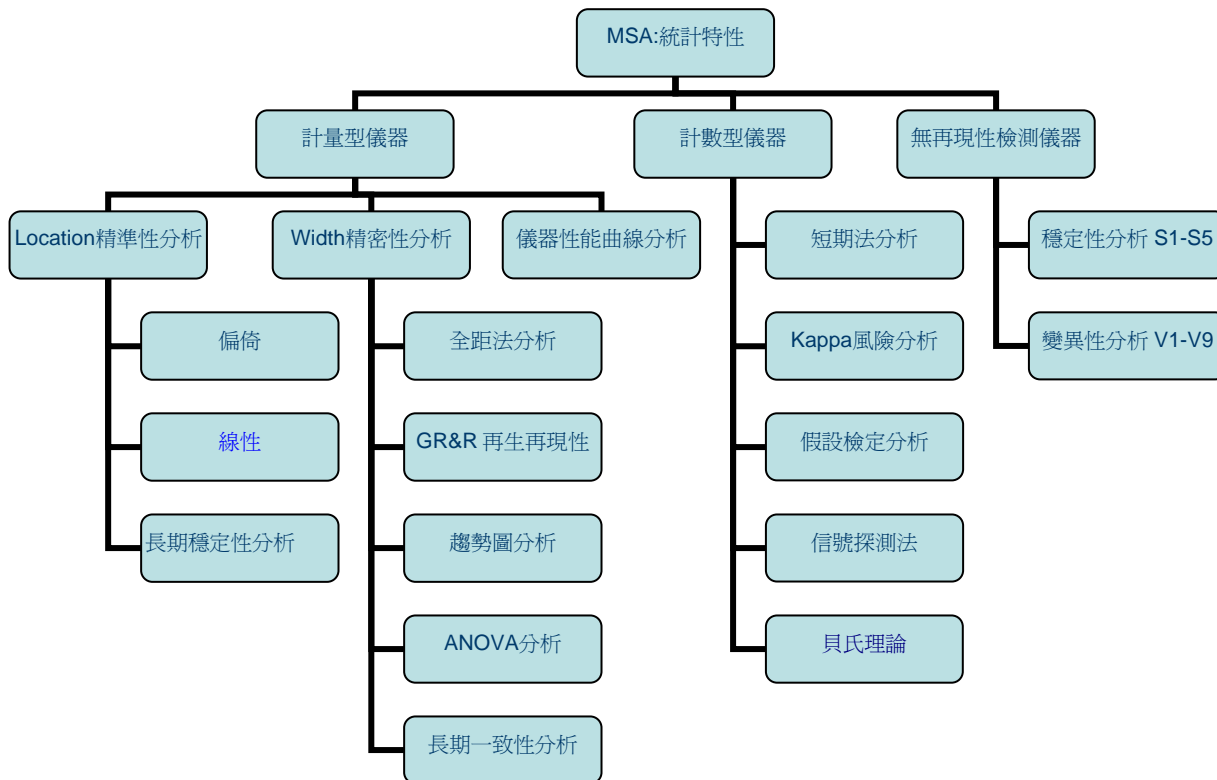 MSA:統計特性
計量型儀器
計數型儀器
無再現性檢測儀器
Location精準性分析
Width精密性分析
儀器性能曲線分析
短期法分析
穩定性分析 S1-S5
偏倚
全距法分析
Kappa風險分析
變異性分析 V1-V9
線性
GR&R 再生再現性
假設檢定分析
長期穩定性分析
趨勢圖分析
信號探測法
ANOVA分析
貝氏理論
長期一致性分析